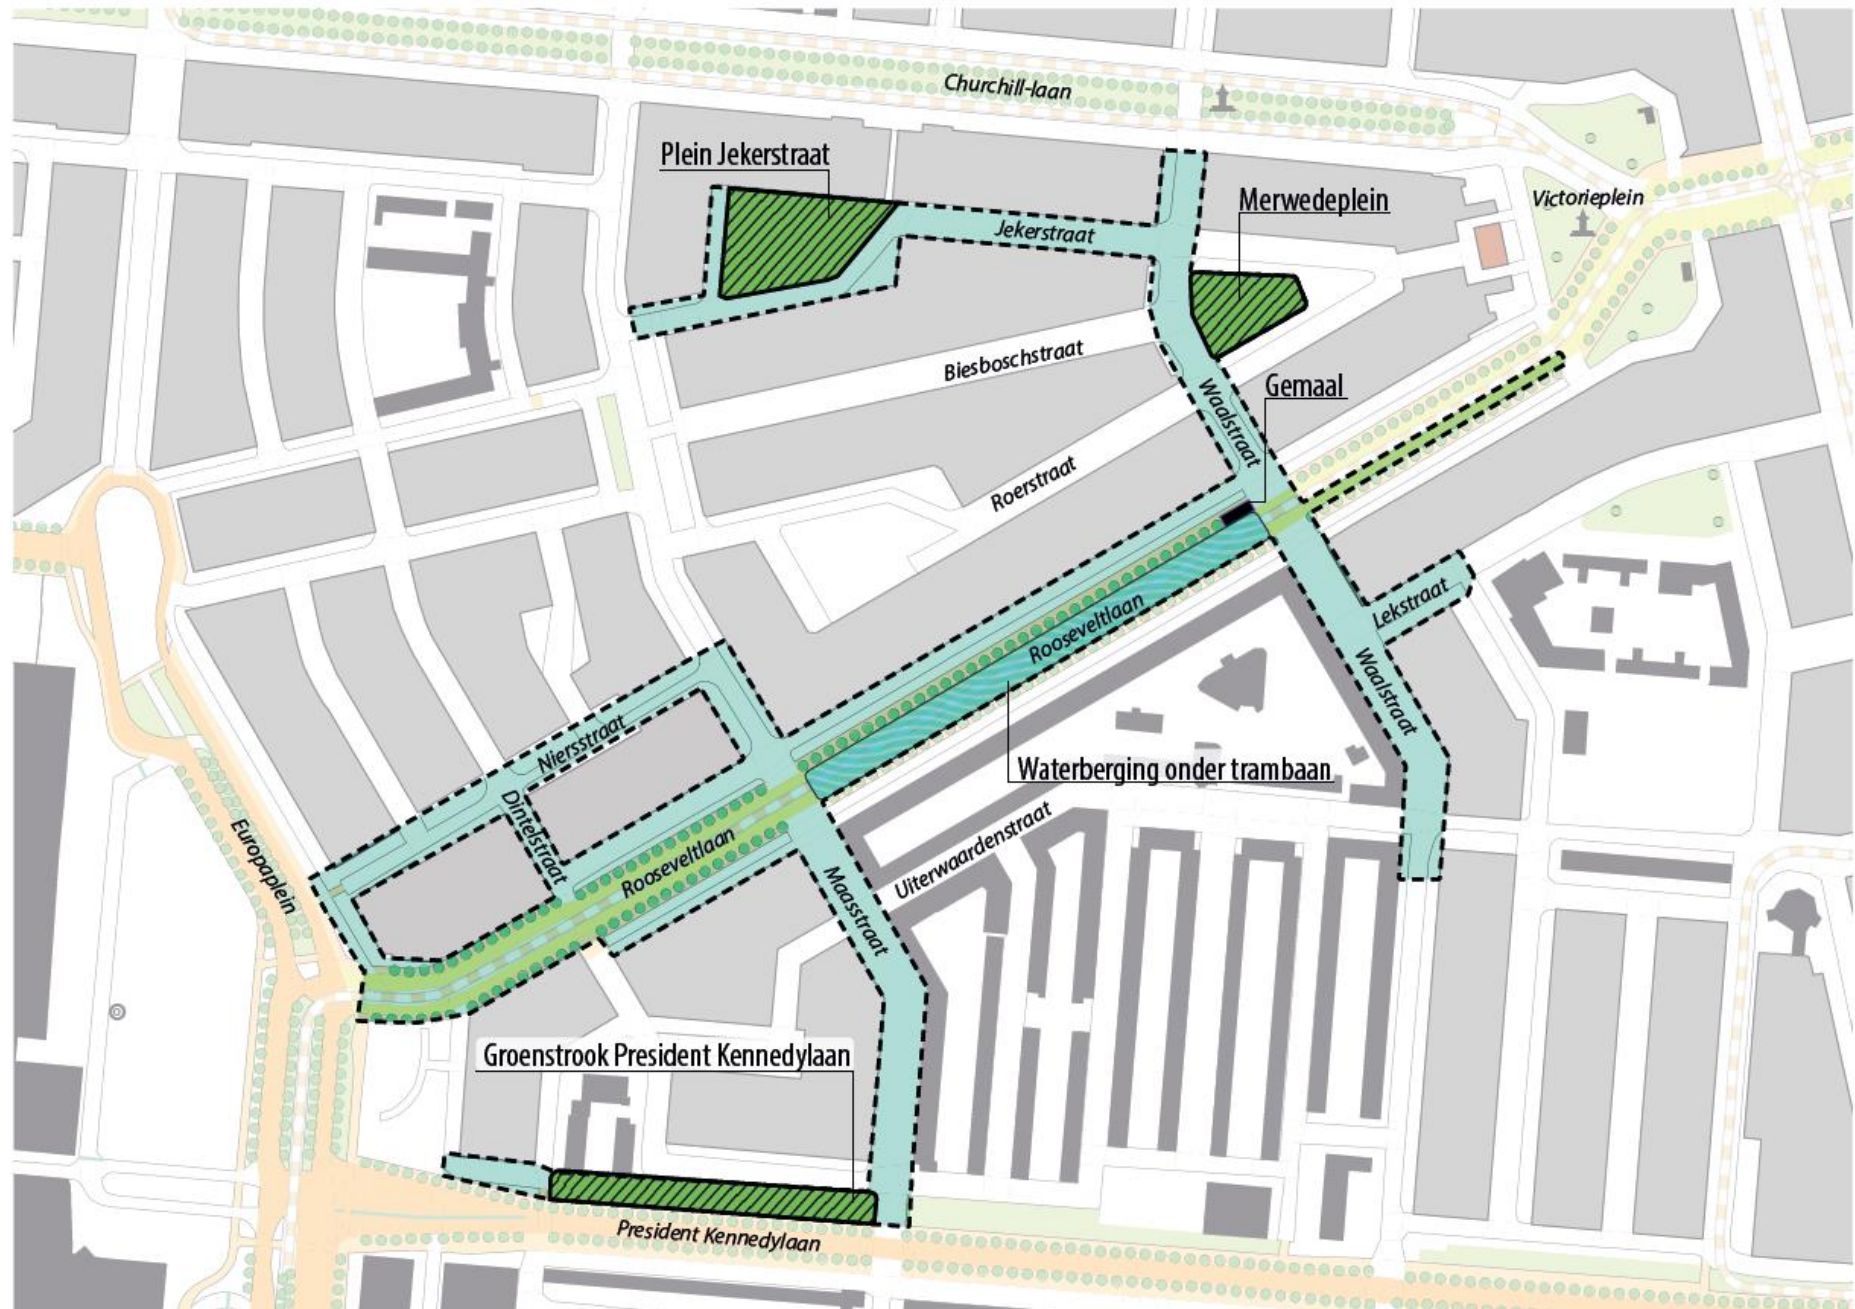 Churchill-laan
Plein Jekerstraat
Merwedeplein
Victorieplein
Jekerstraat
Biesboschstraat
Gemaal
Waalstraat
Roerstraat
Lekstraat
Rooseveltlaan
Waalstraat
Niersstraat
Waterberging onder trambaan
Dintelstraat
Europaplein
Rooseveltlaan
Uiterwaardenstraat
Maasstraat
Groenstrook President Kennedylaan
President Kennedylaan